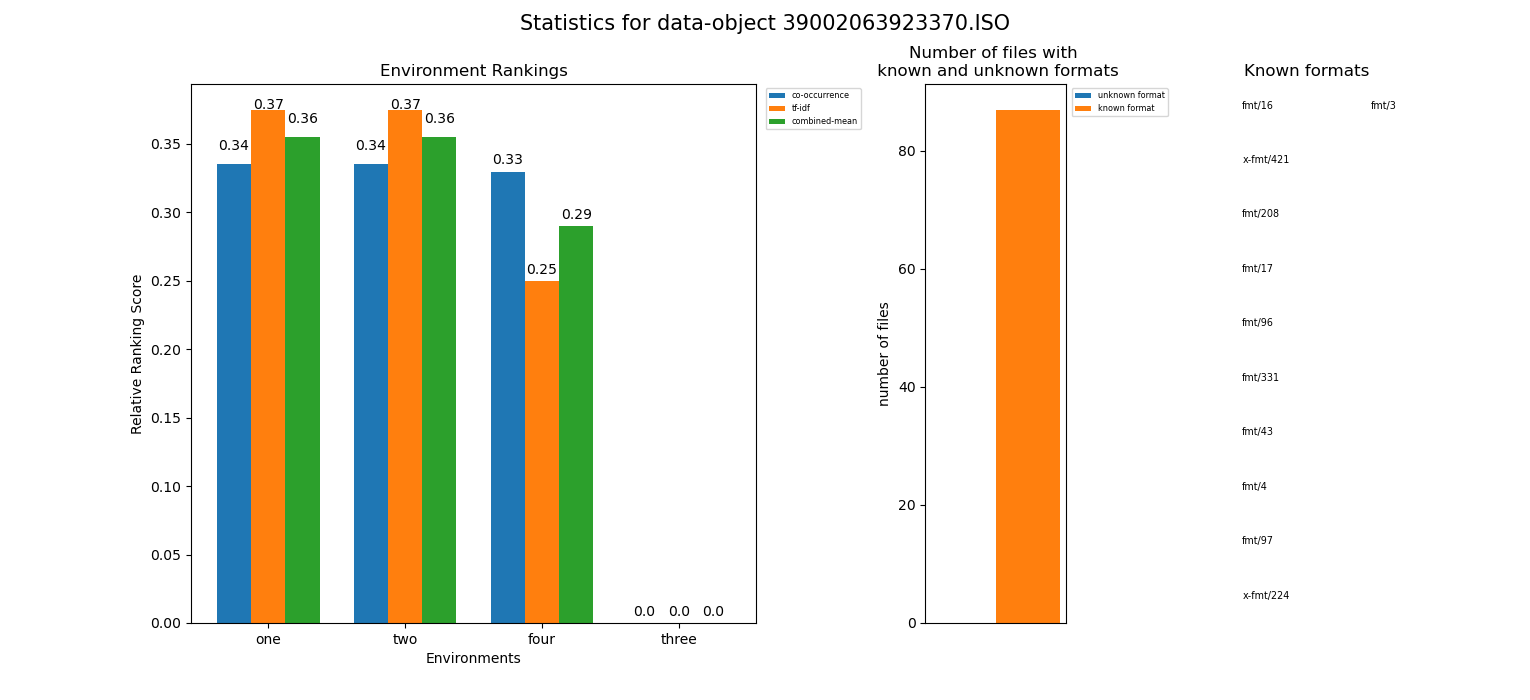 Statistics for data-object 39002063923370.ISO
Environment Rankings
Relative Ranking Score
0.35
0.30
0.25
0.20
0.15
0.10
0.05
0.00
0.34
0.37
0.36
0.34
0.37
0.36
0.33
0.25
0.29
0.0
0.0
0.0
one
two
four
three
Environments
co-occurrence
tf-idf
combined-mean
Number of files with
known and unknown formats
number of files
80
60
40
20
0
unknown format
known format
Known formats
fmt/16
x-fmt/421
fmt/208
fmt/17
fmt/96
fmt/331
fmt/43
fmt/4
fmt/97
x-fmt/224
fmt/3